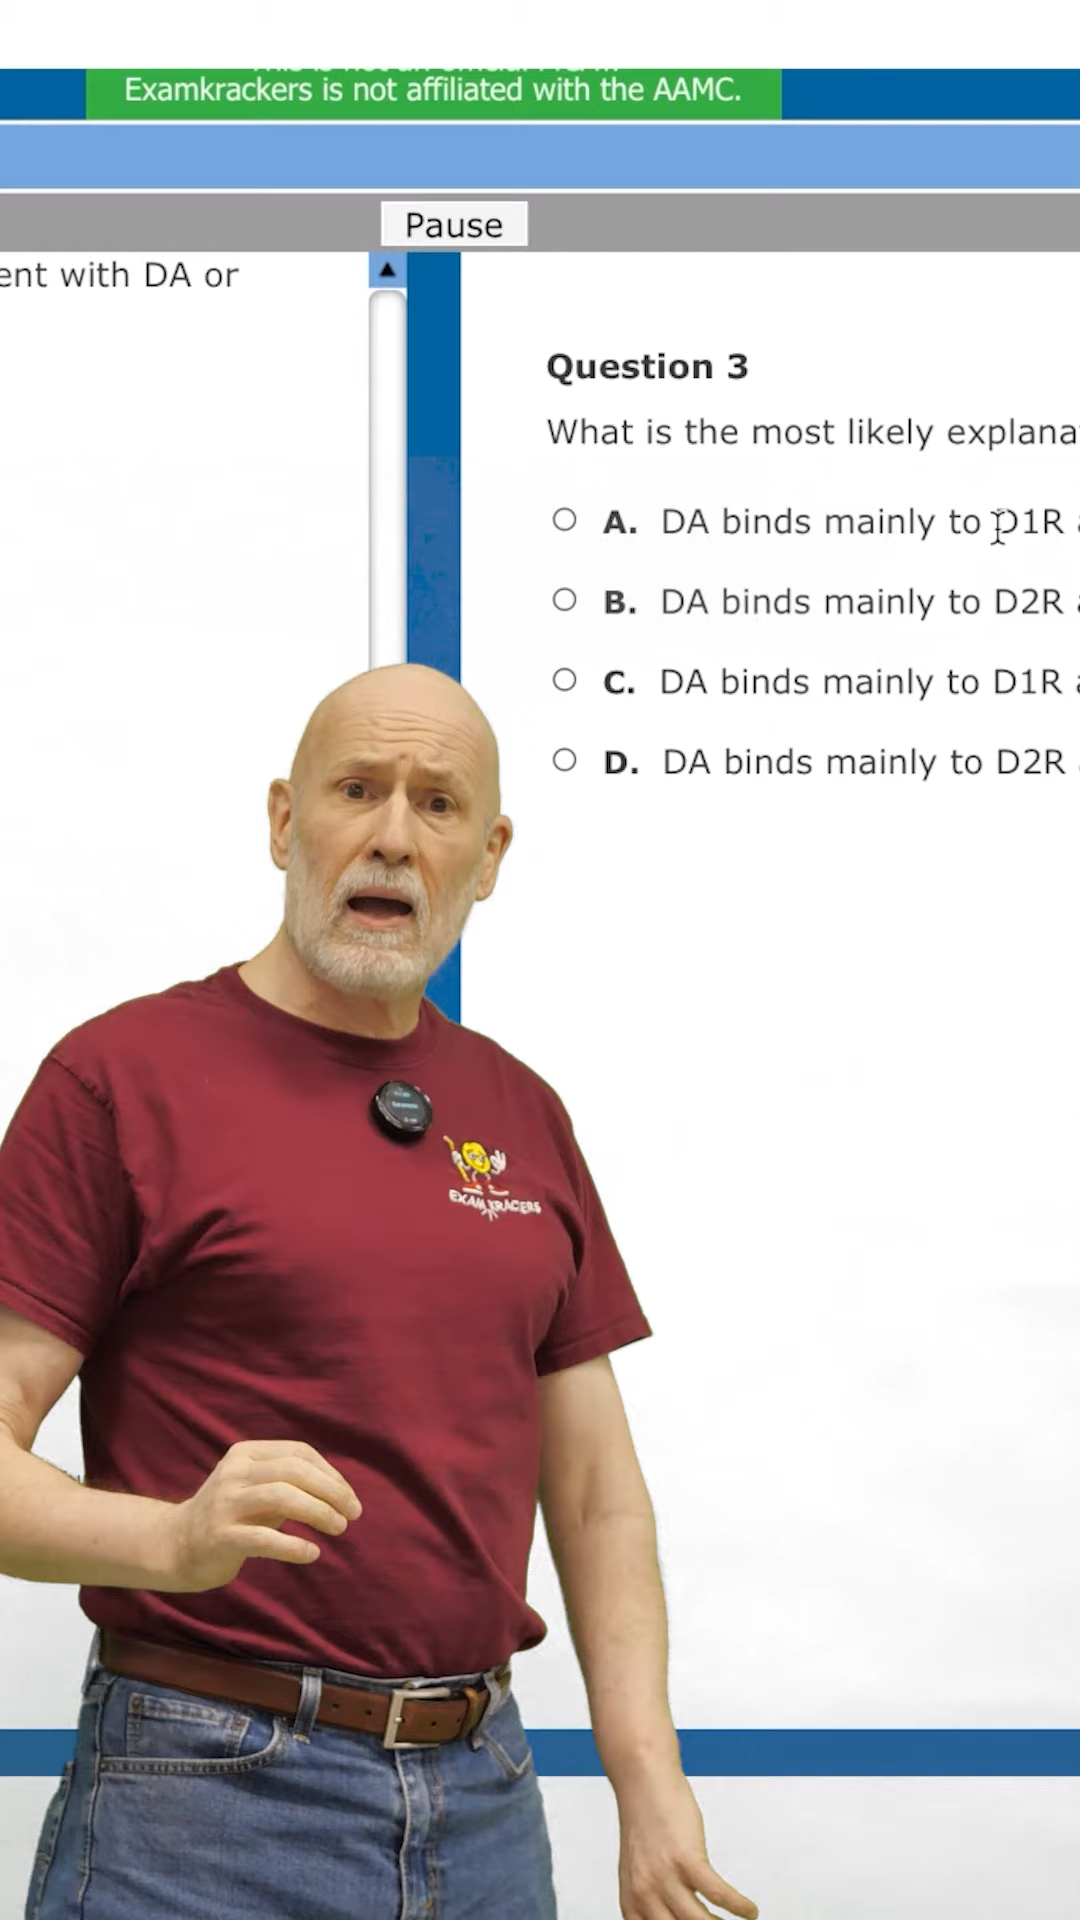 Examkrackers is not affiliated with the AAMC.
Pause
ent with DA or
Question 3
What is the most likely explana
A. DA binds mainly to D1R
B. DA binds mainly to D2R
C. DA binds mainly to D1R
D. DA binds mainly to D2R
EXAMKRACKERS